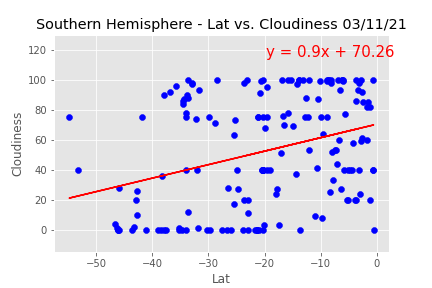 Southern Hemisphere - Lat vs. Cloudiness 03/11/21
y = 0.9x + 70.26
120
100
80
60
40
20
0
Cloudiness
−50 −40 −30 −20 −10 0
Lat